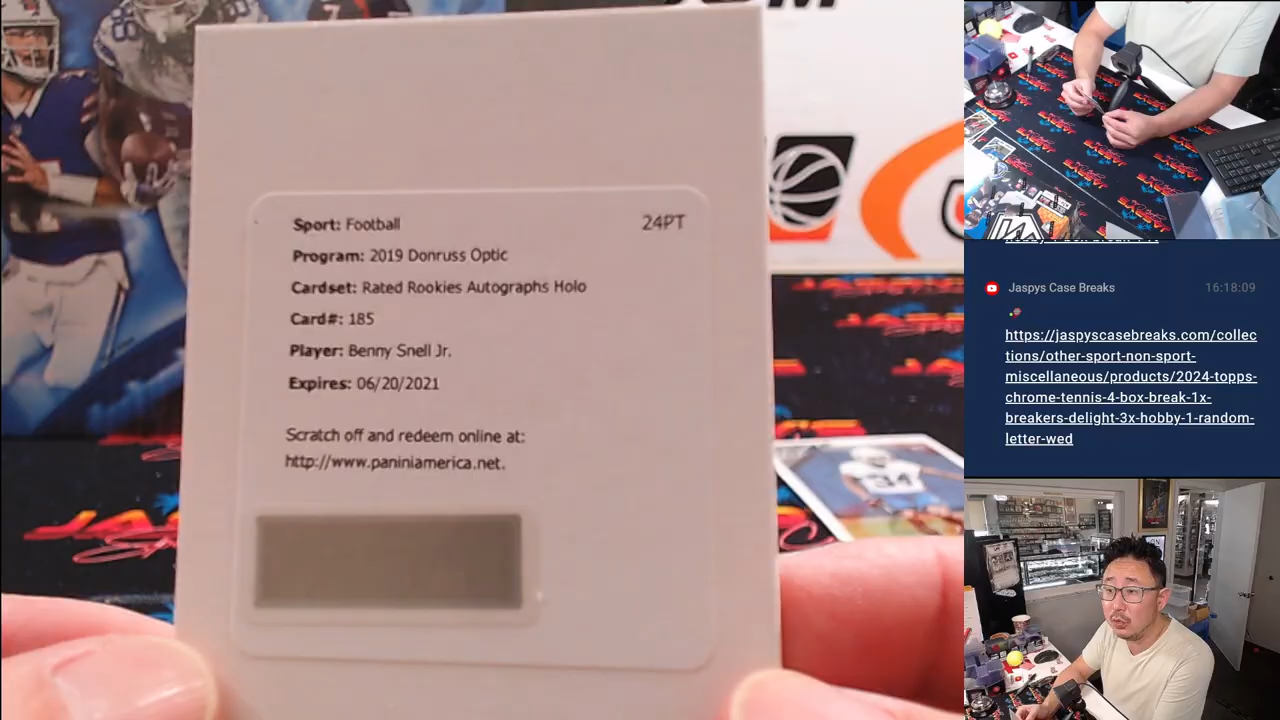 Sport: Football
24PT
Program: 2019 Donruss Optic
Cardset: Rated Rookies Autographs Holo
Card#: 185
Player: Benny Snell Jr.
Expires: 06/20/2021
Scratch off and redeem online at:
http://www.paniniamerica.net.
34
Jaspys Case Breaks
16:18:09
https://jaspyscasebreaks.com/collec
tions/other-sport-non-sport-
miscellaneous/products/2024-topps-
chrome-tennis-4-box-break-1x-
breakers-delight-3x-hobby-1-random-
letter-wed